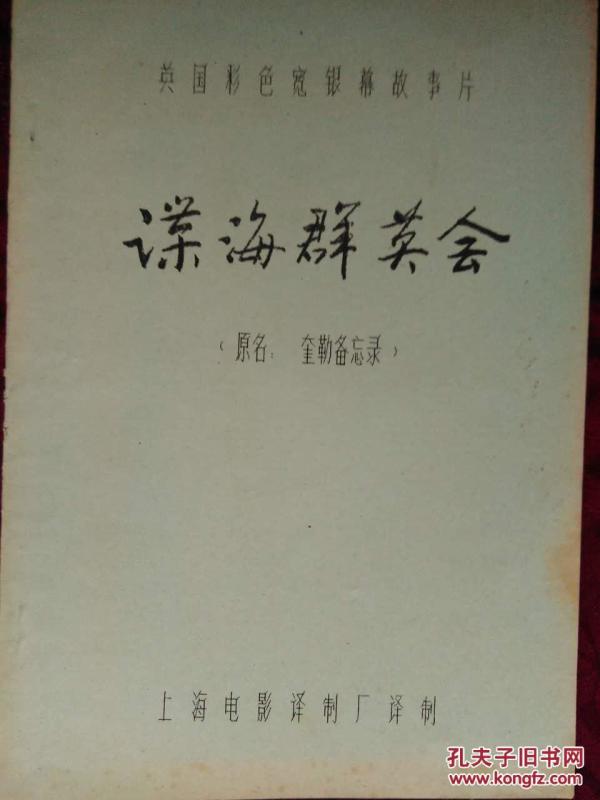 英国彩色宽银幕故事片
谍海群英会
（原名： 奎勒备忘录）
上海电影译制厂译制
孔夫子旧书网
www.kongfz.com